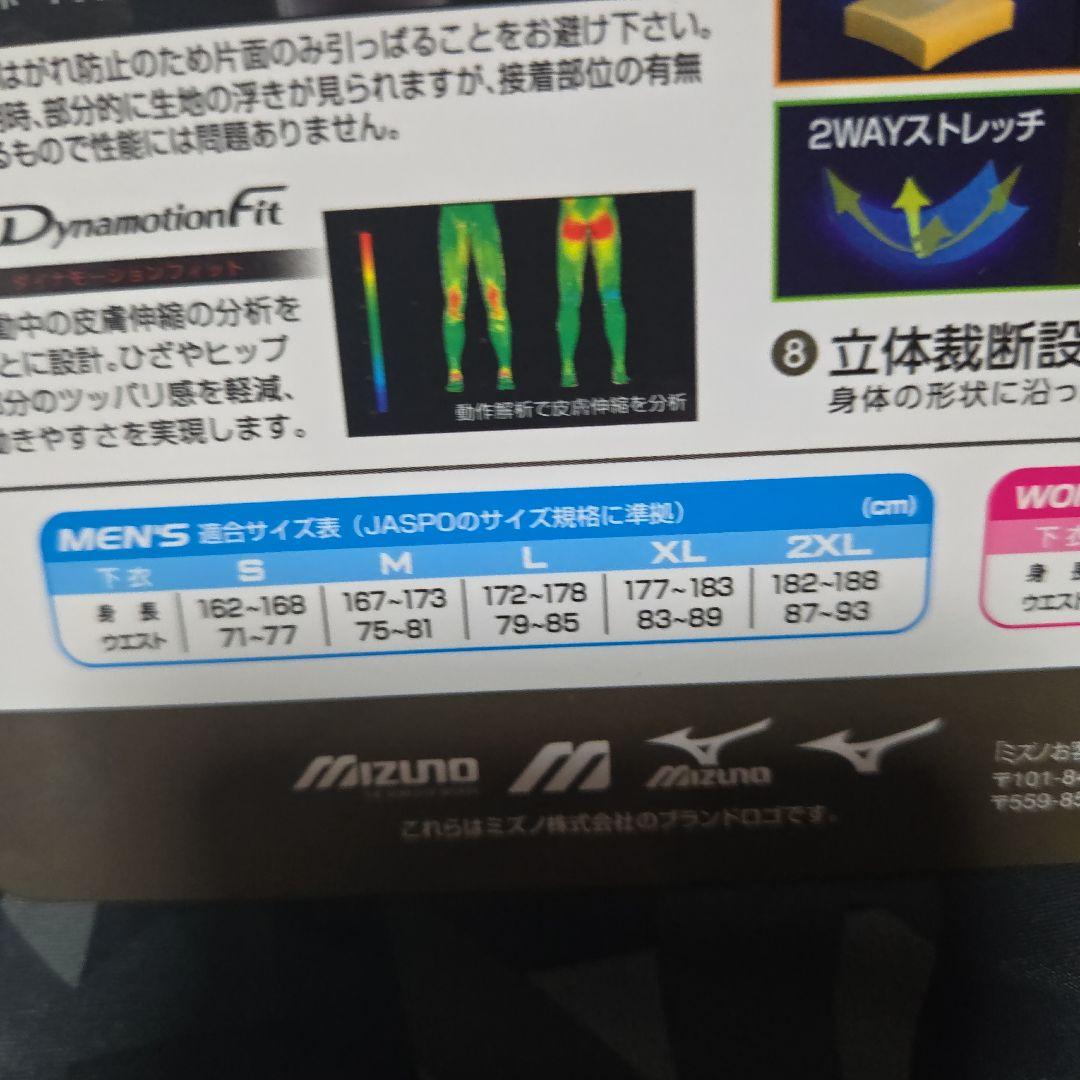 はがれ防止のため片面のみ引っぱることをお避け下さい。
時、部分的に生地の浮きが見られますが、接着部位の有無
るもので性能には問題ありません。
DynamotionFit
ダイナモーションフィット
動中の皮膚伸縮の分析を
とに設計。ひざやヒップ
分のツッパリ感を軽減、
動きやすさを実現します。
動作解析で皮膚伸縮を分析
2WAYストレッチ
8 立体裁断設
身体の形状に沿っ
MEN'S 適合サイズ表（JASPOのサイズ規格に準拠） (cm)
下衣 S M L XL 2XL
身長 162~168 167~173 172~178 177~183 182~188
ウエスト 71~77 75~81 79~85 83~89 87~93
WO
下衣
身長
ウエスト
MIZUNO MIZUNO
これらはミズノ株式会社のブランドロゴです。
「ミズノお客
〒101-84
〒559-85